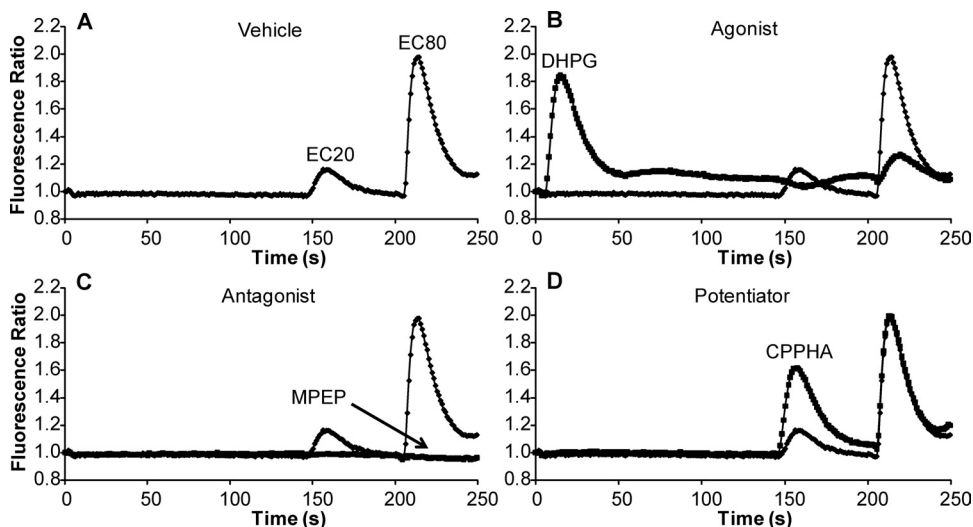 A
Vehicle
EC80
EC20
Fluorescence Ratio
2.2
2.0
1.8
1.6
1.4
1.2
1.0
0.8
0 50 100 150 200 250
Time (s)
B
Agonist
DHPG
2.2
2.0
1.8
1.6
1.4
1.2
1.0
0.8
0 50 100 150 200 250
Time (s)
C
Antagonist
MPEP
Fluorescence Ratio
2.2
2.0
1.8
1.6
1.4
1.2
1.0
0.8
0 50 100 150 200 250
Time (s)
D
Potentiator
CPPHA
2.2
2.0
1.8
1.6
1.4
1.2
1.0
0.8
0 50 100 150 200 250
Time (s)